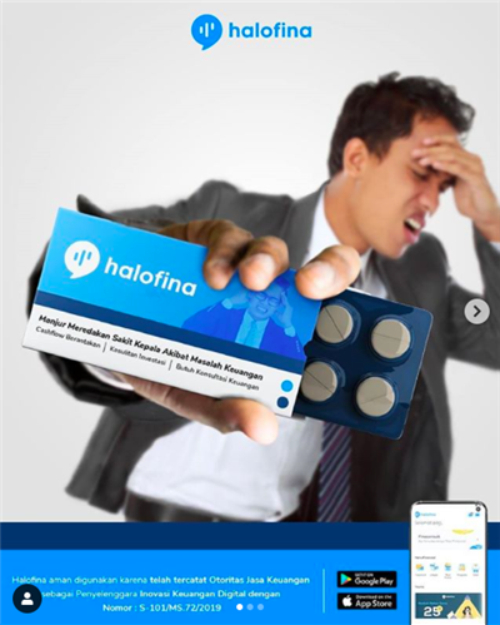 halofina
halofina
Manjur Meredakan Sakit Kepala Akibat Masalah Keuangan
Cashflow Berantakan | Kesulitan Investasi | Butuh Konsultasi Keuangan
Halofina aman digunakan karena telah tercatat Otoritas Jasa Keuangan
sebagai Penyelenggara Inovasi Keuangan Digital dengan
Nomor : S-101/MS.72/2019
GET IT ON
Google Play
Download on the
App Store
halofina
25